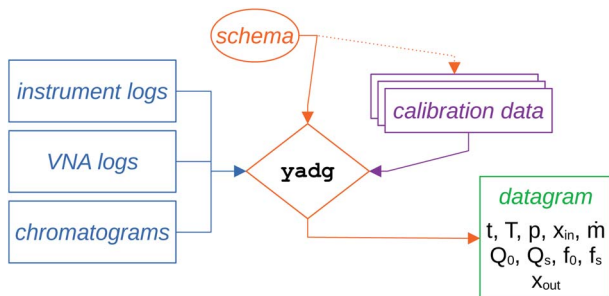 schema
instrument logs
calibration data
VNA logs
yadg
chromatograms
datagram
t, T, p, xin, ṁ
Q0, Qs, f0, fs
xout